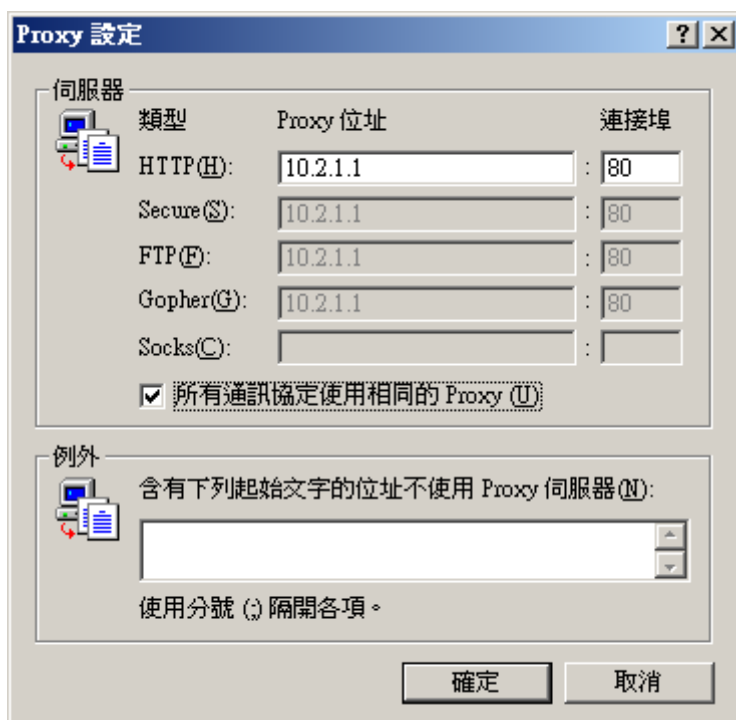 Proxy 設定
伺服器
類型 Proxy 位址 連接埠
HTTP(H): 10.2.1.1 : 80
Secure(S): 10.2.1.1 : 80
FTP(F): 10.2.1.1 : 80
Gopher(G): 10.2.1.1 : 80
Socks(C): :
所有通訊協定使用相同的 Proxy (U)
例外
含有下列起始文字的位址不使用 Proxy 伺服器(N):
使用分號 (;) 隔開各項。
確定 取消